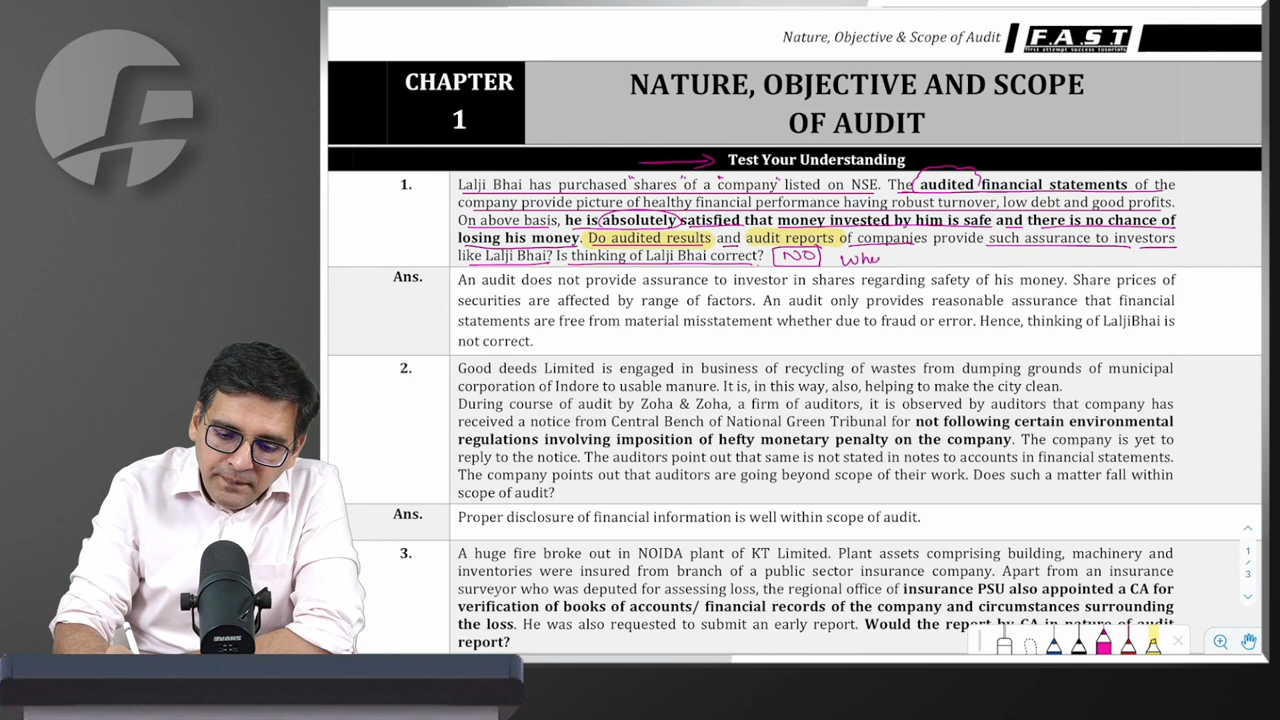 Nature, Objective & Scope of Audit
F.A.S.T
first attempt success tutorials
CHAPTER
1
NATURE, OBJECTIVE AND SCOPE
OF AUDIT
Test Your Understanding
1.
Lalji Bhai has purchased "shares" of a "company" listed on NSE. The audited financial statements of the
company provide picture of healthy financial performance having robust turnover, low debt and good profits.
On above basis, he is absolutely satisfied that money invested by him is safe and there is no chance of
losing his money. Do audited results and audit reports of companies provide such assurance to investors
like Lalji Bhai? Is thinking of Lalji Bhai correct? NO Whe
Ans.
An audit does not provide assurance to investor in shares regarding safety of his money. Share prices of
securities are affected by range of factors. An audit only provides reasonable assurance that financial
statements are free from material misstatement whether due to fraud or error. Hence, thinking of LaljiBhai is
not correct.
2.
Good deeds Limited is engaged in business of recycling of wastes from dumping grounds of municipal
corporation of Indore to usable manure. It is, in this way, also, helping to make the city clean.
During course of audit by Zoha & Zoha, a firm of auditors, it is observed by auditors that company has
received a notice from Central Bench of National Green Tribunal for not following certain environmental
regulations involving imposition of hefty monetary penalty on the company. The company is yet to
reply to the notice. The auditors point out that same is not stated in notes to accounts in financial statements.
The company points out that auditors are going beyond scope of their work. Does such a matter fall within
scope of audit?
Ans.
Proper disclosure of financial information is well within scope of audit.
3.
A huge fire broke out in NOIDA plant of KT Limited. Plant assets comprising building, machinery and
inventories were insured from branch of a public sector insurance company. Apart from an insurance
surveyor who was deputed for assessing loss, the regional office of insurance PSU also appointed a CA for
verification of books of accounts/ financial records of the company and circumstances surrounding
the loss. He was also requested to submit an early report. Would the report by CA in nature of audit
report?
1
/
3
SHURE